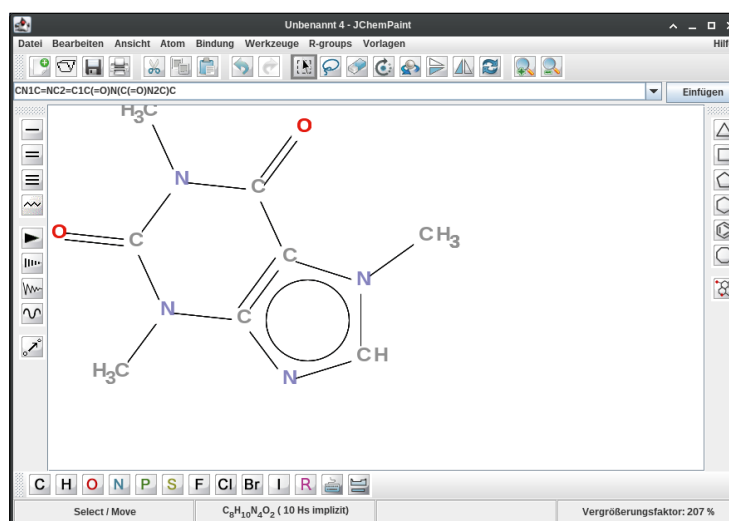 Unbenannt 4 - JChemPaint
Datei Bearbeiten Ansicht Atom Bindung Werkzeuge R-groups Vorlagen Hilf
CN1C=NC2=C1C(=O)N(C(=O)N2C)C Einfügen
H₃C
O
N
C
O
C
CH₃
C
N
N
C
CH
H₃C
N
C H O N P S F Cl Br I R
Select / Move C₈H₁₀N₄O₂ ( 10 Hs implizit) Vergrößerungsfaktor: 207 %